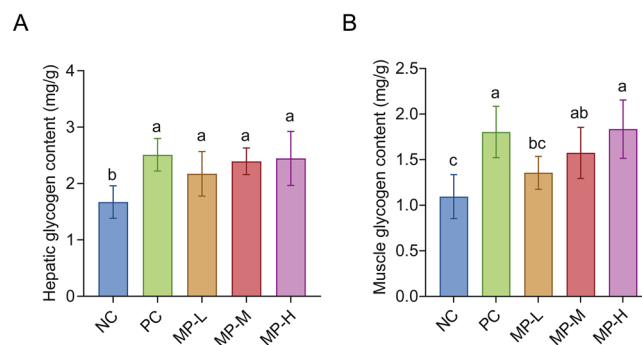 A
Hepatic glycogen content (mg/g)
4
3
2
1
0
b
a
a
a
a
NC
PC
MP-L
MP-M
MP-H
B
Muscle glycogen content (mg/g)
2.5
2.0
1.5
1.0
0.5
0.0
c
a
bc
ab
a
NC
PC
MP-L
MP-M
MP-H